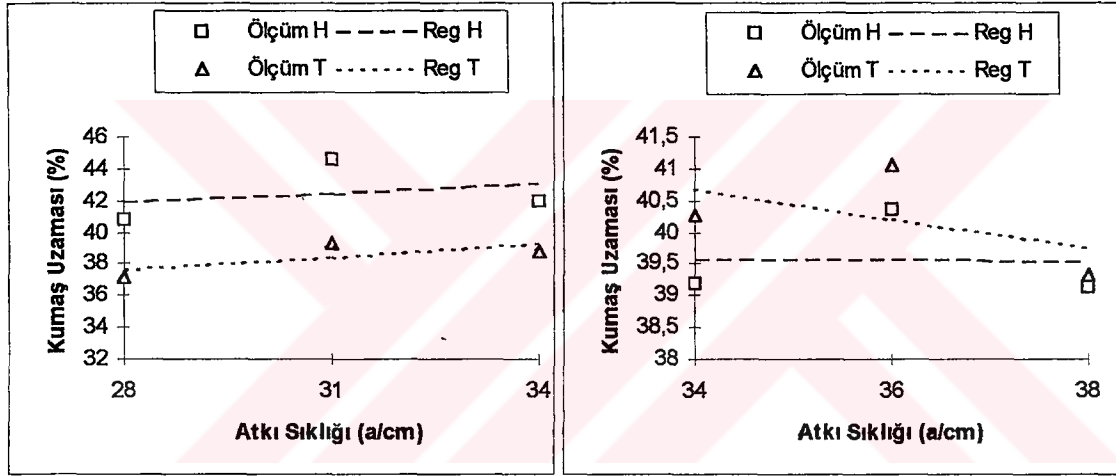 Ölçüm H Reg H
Ölçüm T Reg T
Kumaş Uzaması (%)
46
44
42
40
38
36
34
32
28 31 34
Atkı Sıklığı (a/cm)
Ölçüm H Reg H
Ölçüm T Reg T
Kumaş Uzaması (%)
41,5
41
40,5
40
39,5
39
38,5
38
34 36 38
Atkı Sıklığı (a/cm)